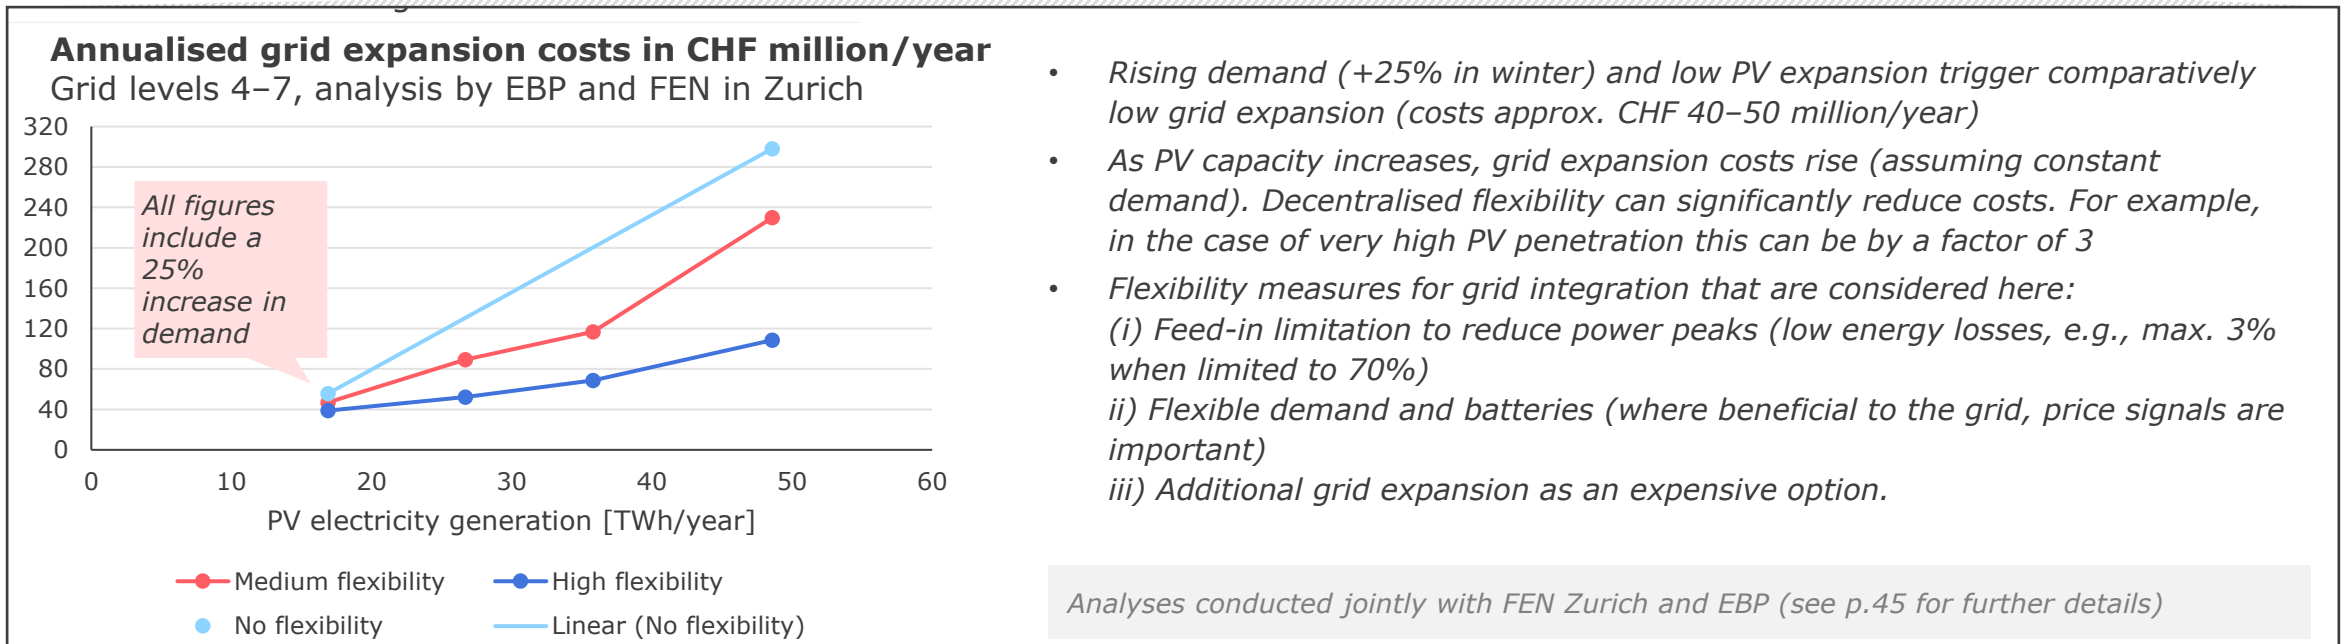 Annualised grid expansion costs in CHF million/year
Grid levels 4–7, analysis by EBP and FEN in Zurich
320
280
240
200
160
120
80
40
0
All figures
include a
25%
increase in
demand
0 10 20 30 40 50 60
PV electricity generation [TWh/year]
Medium flexibility
High flexibility
No flexibility
Linear (No flexibility)
• Rising demand (+25% in winter) and low PV expansion trigger comparatively
low grid expansion (costs approx. CHF 40–50 million/year)
• As PV capacity increases, grid expansion costs rise (assuming constant
demand). Decentralised flexibility can significantly reduce costs. For example,
in the case of very high PV penetration this can be by a factor of 3
• Flexibility measures for grid integration that are considered here:
(i) Feed-in limitation to reduce power peaks (low energy losses, e.g., max. 3%
when limited to 70%)
ii) Flexible demand and batteries (where beneficial to the grid, price signals are
important)
iii) Additional grid expansion as an expensive option.
Analyses conducted jointly with FEN Zurich and EBP (see p.45 for further details)